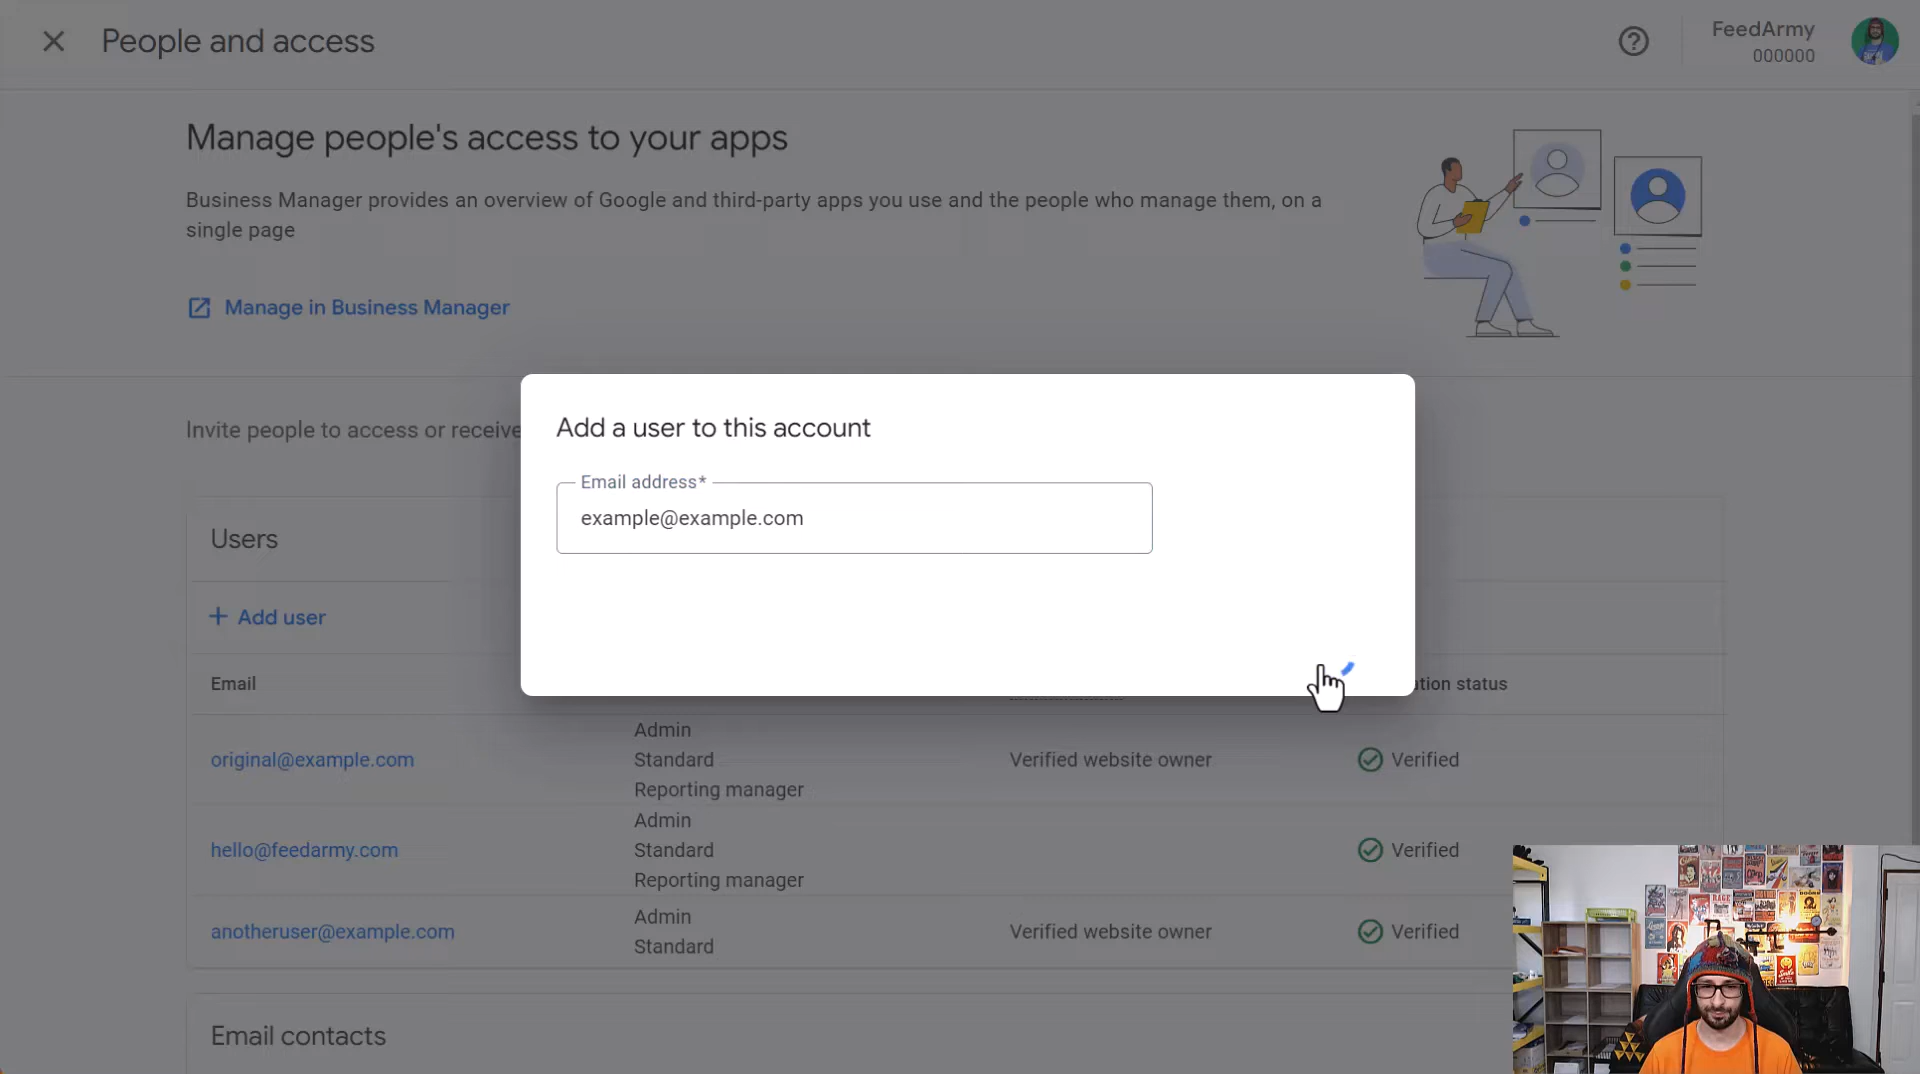 People and access
FeedArmy
000000
Manage people's access to your apps
Business Manager provides an overview of Google and third-party apps you use and the people who manage them, on a
single page
Manage in Business Manager
Invite people to access or receive
Add a user to this account
Email address*
example@example.com
Users
Add user
Email
tion status
Admin
original@example.com
Standard
Verified website owner
Verified
Reporting manager
Admin
hello@feedarmy.com
Standard
Verified
Reporting manager
Admin
anotheruser@example.com
Verified website owner
Verified
Standard
Email contacts